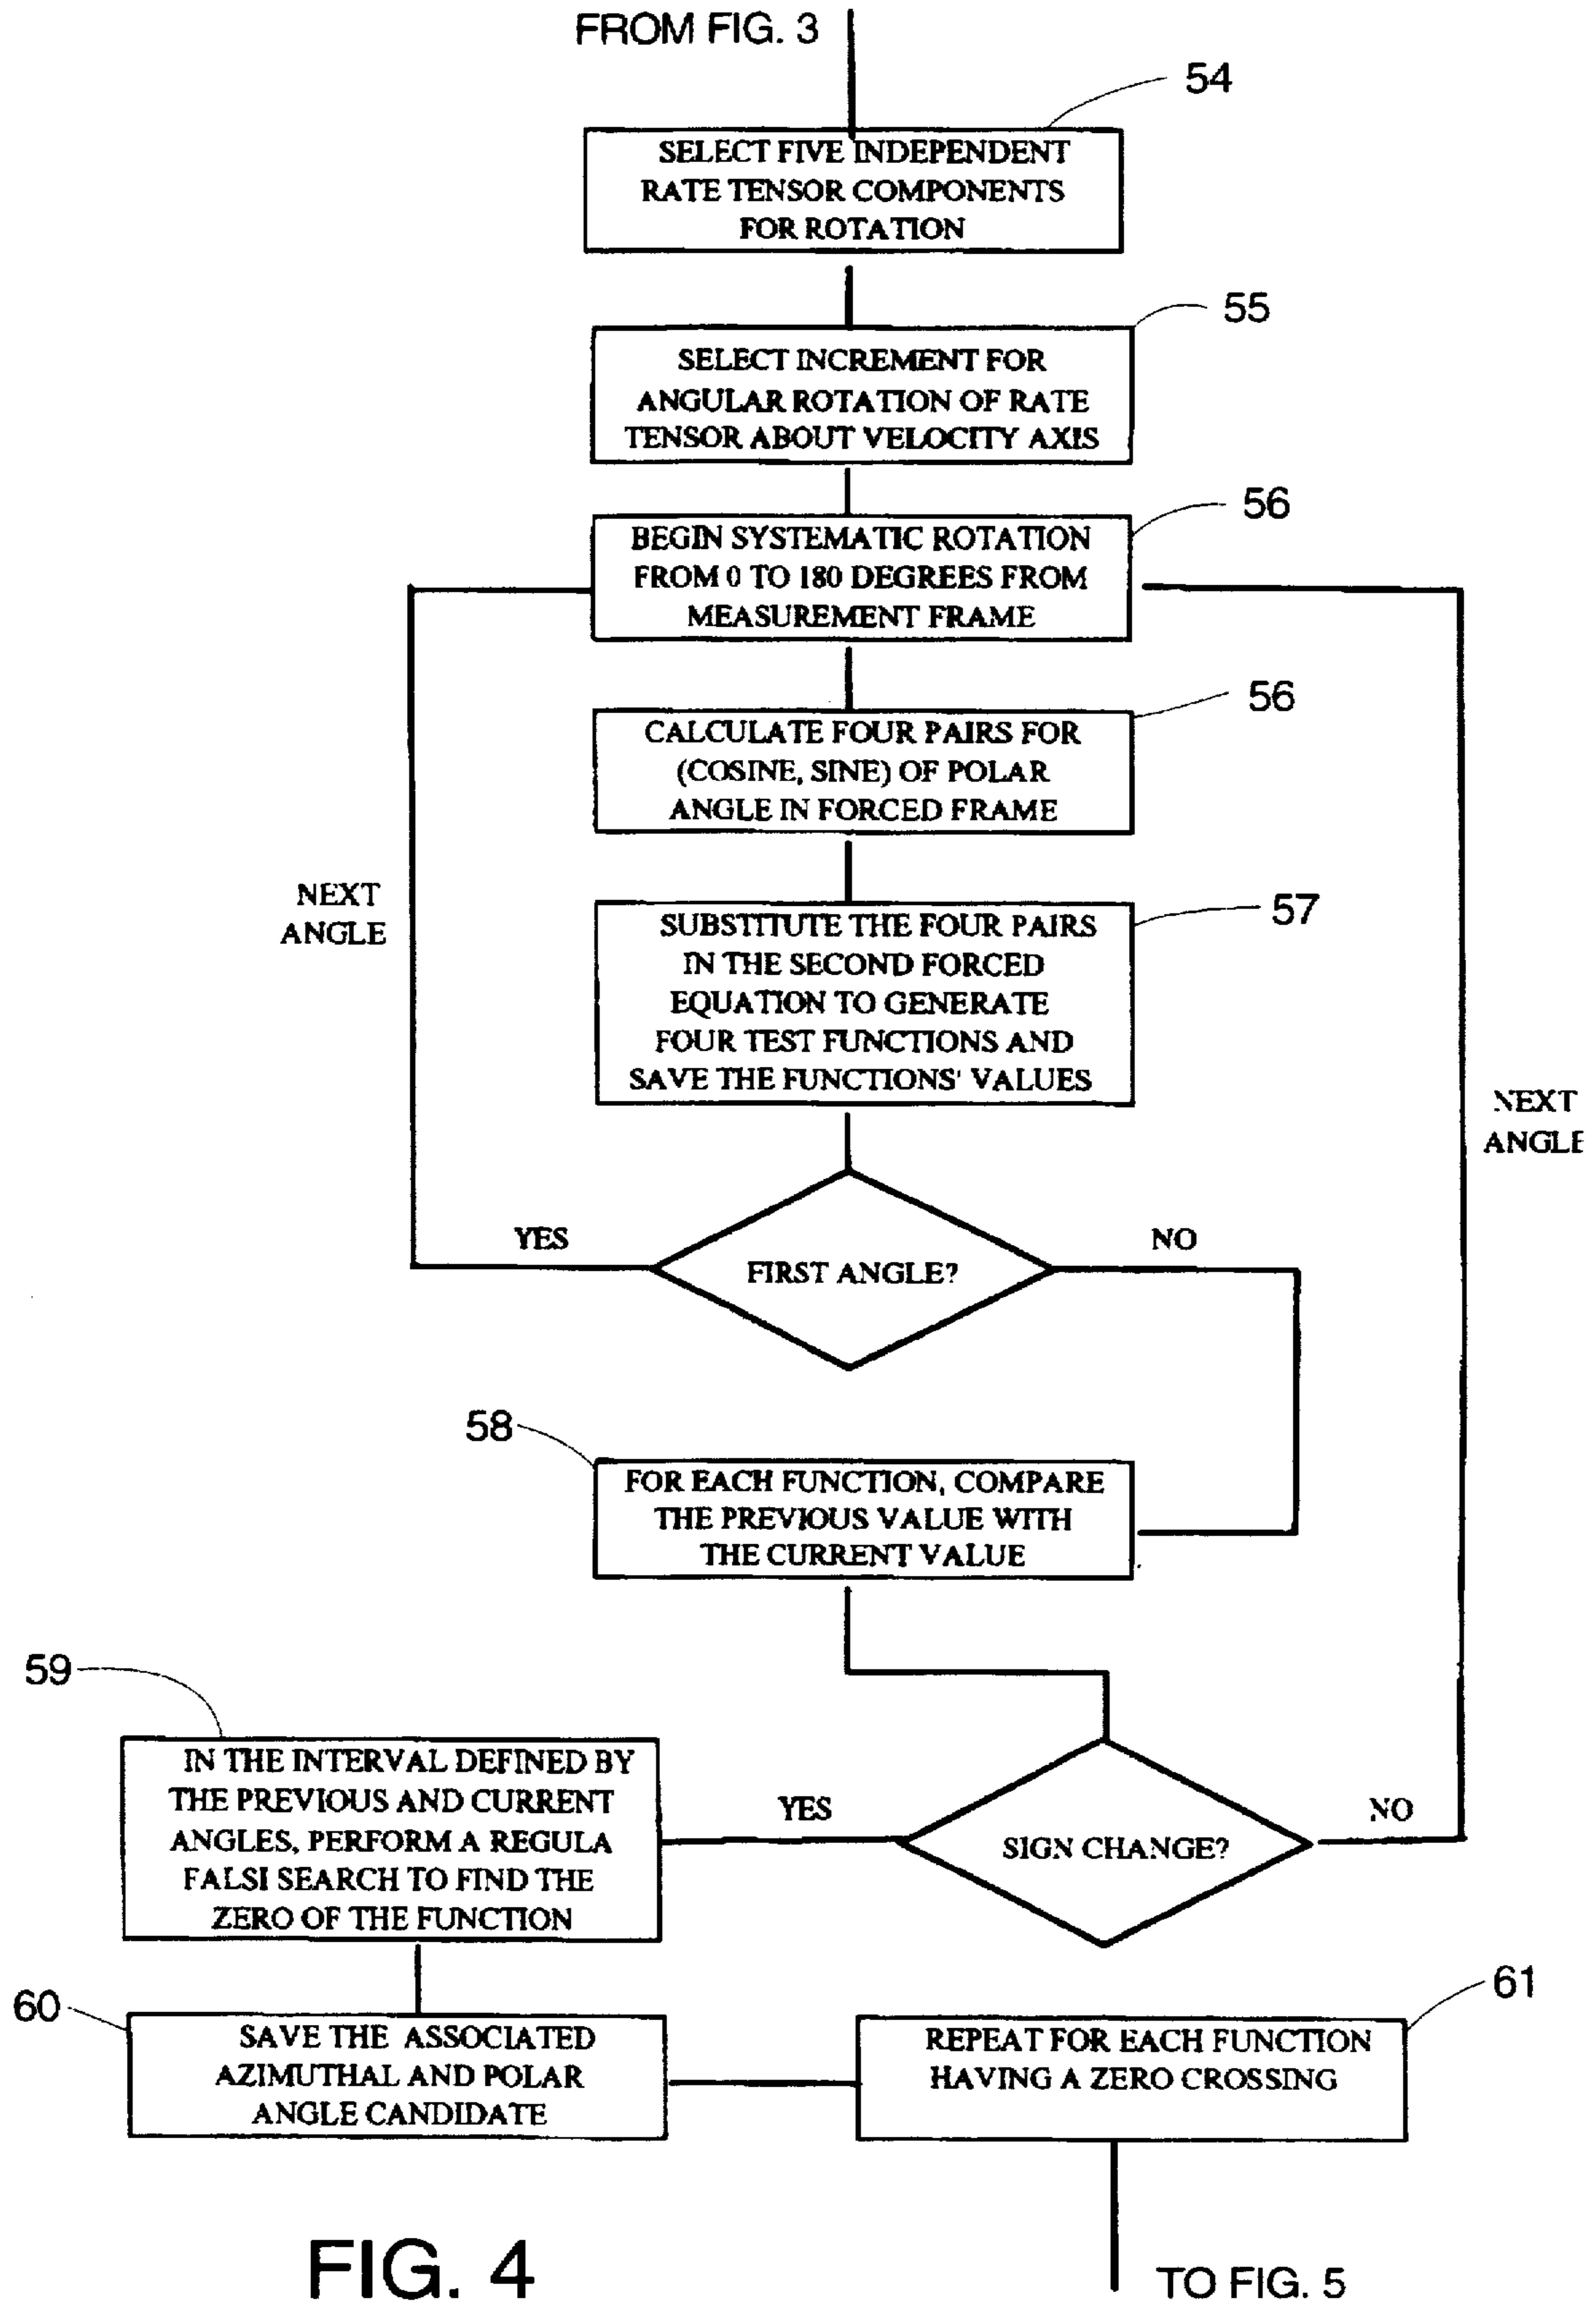 FROM FIG. 3
54
SELECT FIVE INDEPENDENT
RATE TENSOR COMPONENTS
FOR ROTATION
55
SELECT INCREMENT FOR
ANGULAR ROTATION OF RATE
TENSOR ABOUT VELOCITY AXIS
56
BEGIN SYSTEMATIC ROTATION
FROM 0 TO 180 DEGREES FROM
MEASUREMENT FRAME
56
CALCULATE FOUR PAIRS FOR
(COSINE, SINE) OF POLAR
ANGLE IN FORCED FRAME
NEXT
ANGLE
57
SUBSTITUTE THE FOUR PAIRS
IN THE SECOND FORCED
EQUATION TO GENERATE
FOUR TEST FUNCTIONS AND
SAVE THE FUNCTIONS' VALUES
NEXT
ANGLE
YES
NO
FIRST ANGLE?
58
FOR EACH FUNCTION, COMPARE
THE PREVIOUS VALUE WITH
THE CURRENT VALUE
59
IN THE INTERVAL DEFINED BY
THE PREVIOUS AND CURRENT
ANGLES, PERFORM A REGULA
FALSI SEARCH TO FIND THE
ZERO OF THE FUNCTION
YES
SIGN CHANGE?
NO
60
SAVE THE ASSOCIATED
AZIMUTHAL AND POLAR
ANGLE CANDIDATE
61
REPEAT FOR EACH FUNCTION
HAVING A ZERO CROSSING
FIG. 4
TO FIG. 5